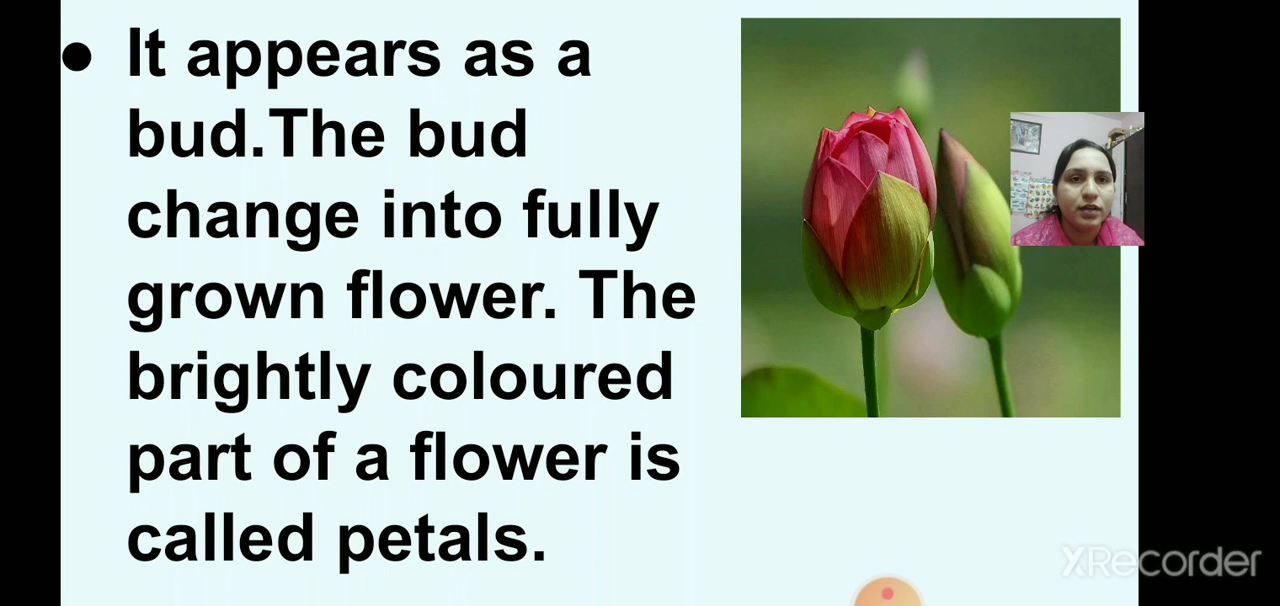 ● It appears as a
bud.The bud
change into fully
grown flower. The
brightly coloured
part of a flower is
called petals.
XRecorder